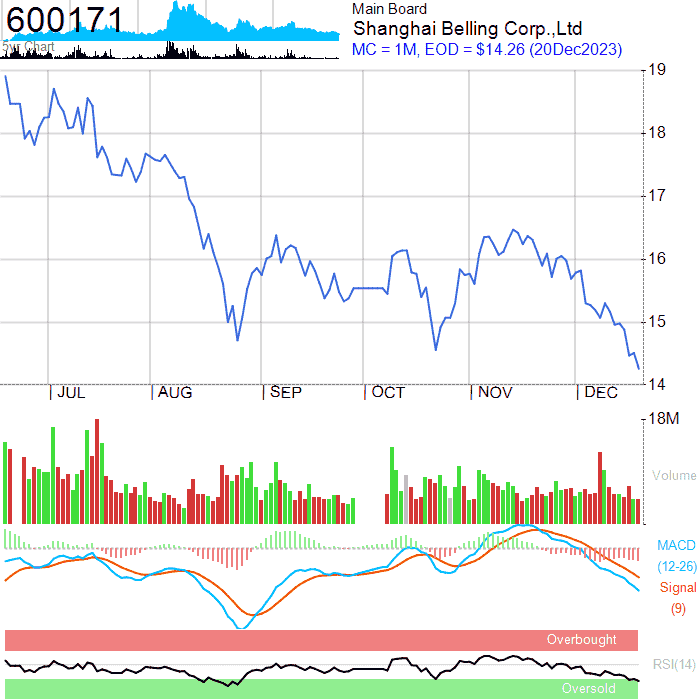 600171
5yr Chart
Main Board
Shanghai Belling Corp.,Ltd
MC = 1M, EOD = $14.26 (20Dec2023)
19
18
17
16
15
14
JUL AUG SEP OCT NOV DEC
18M
Volume
MACD
(12-26)
Signal
(9)
Overbought
RSI(14)
Oversold